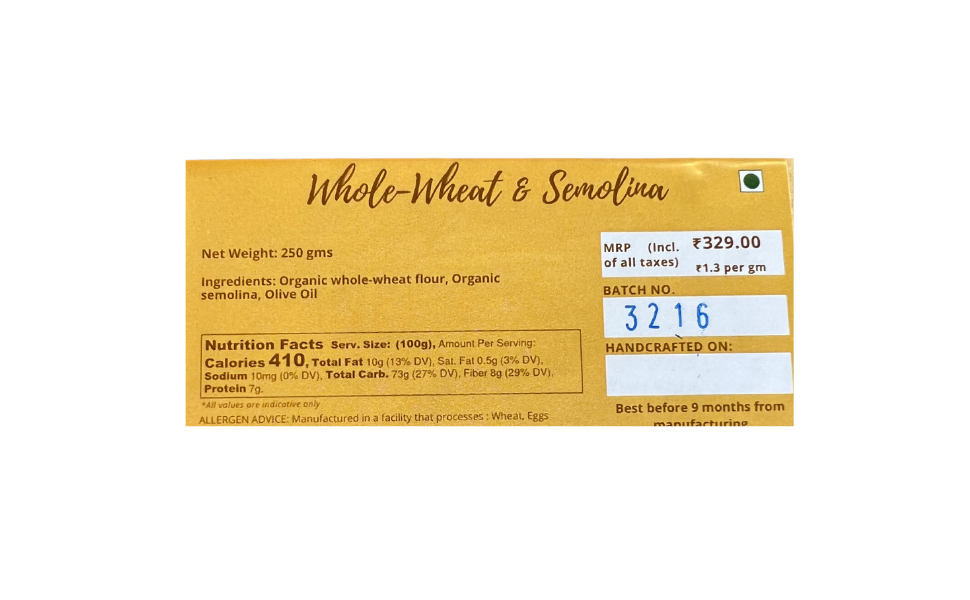 Whole-Wheat & Semolina
Net Weight: 250 gms
Ingredients: Organic whole-wheat flour, Organic
semolina, Olive Oil
Nutrition Facts Serv. Size: (100g), Amount Per Serving:
Calories 410, Total Fat 10g (13% DV), Sat. Fat 0.5g (3% DV),
Sodium 10mg (0% DV), Total Carb. 73g (27% DV), Fiber 8g (29% DV),
Protein 7g.
*All values are indicative only
ALLERGEN ADVICE: Manufactured in a facility that processes : Wheat, Eggs
MRP (Incl. ₹329.00
of all taxes) ₹1.3 per gm
BATCH NO.
3216
HANDCRAFTED ON:
Best before 9 months from
manufacturing